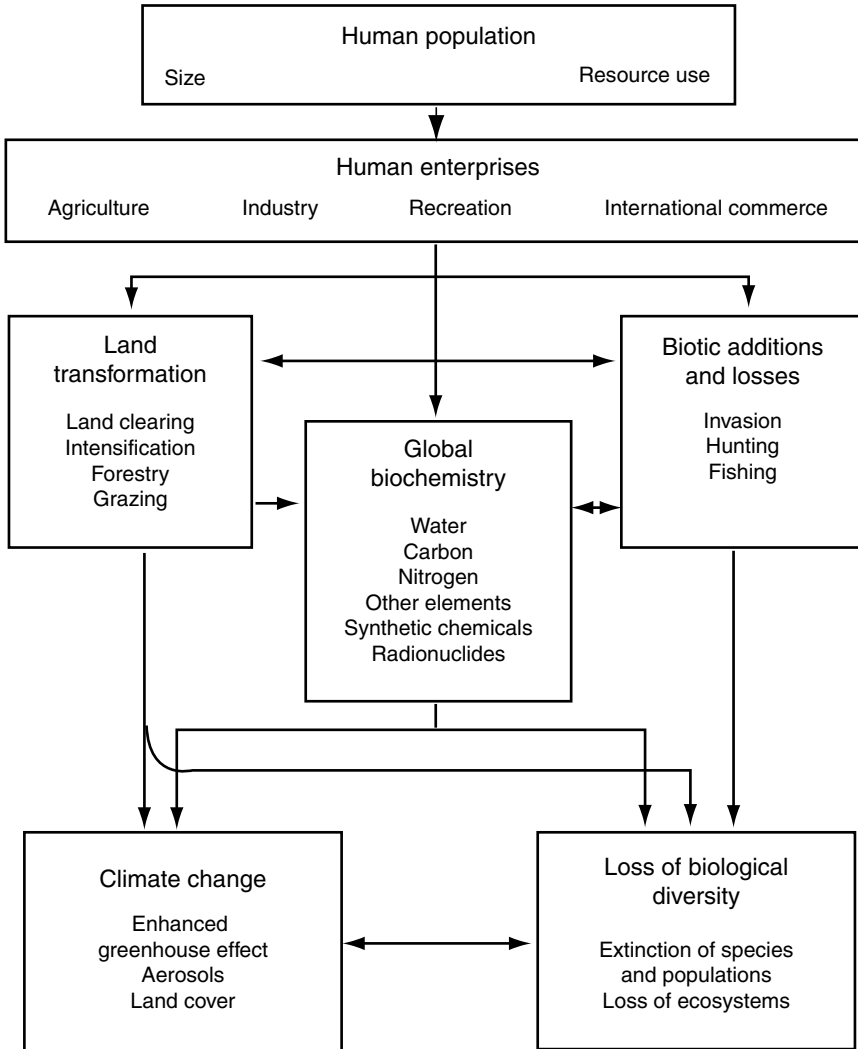 Human population
Size
Resource use
Human enterprises
Agriculture
Industry
Recreation
International commerce
Land
transformation
Land clearing
Intensification
Forestry
Grazing
Global
biochemistry
Water
Carbon
Nitrogen
Other elements
Synthetic chemicals
Radionuclides
Biotic additions
and losses
Invasion
Hunting
Fishing
Climate change
Enhanced
greenhouse effect
Aerosols
Land cover
Loss of biological
diversity
Extinction of species
and populations
Loss of ecosystems